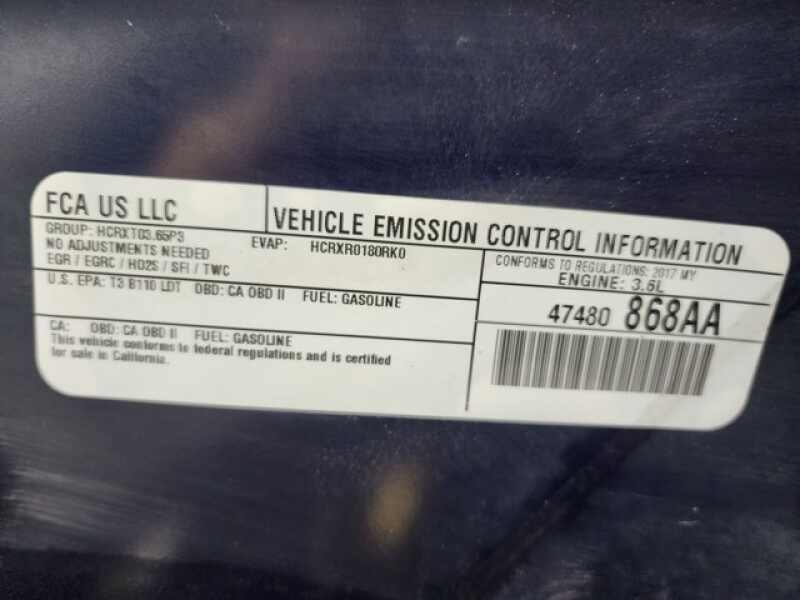 FCA US LLC
VEHICLE EMISSION CONTROL INFORMATION
GROUP: HCRXT03.65P3
EVAP: HCRXR0180RK0
NO ADJUSTMENTS NEEDED
EGR / EGRC / HO2S / SFI / TWC
CONFORMS TO REGULATIONS: 2017 MY
ENGINE: 3.6L
U.S. EPA: T3 B110 LDT OBD: CA OBD II FUEL: GASOLINE
47480 868AA
CA: OBD: CA OBD II FUEL: GASOLINE
This vehicle conforms to federal regulations and is certified
for sale in California.